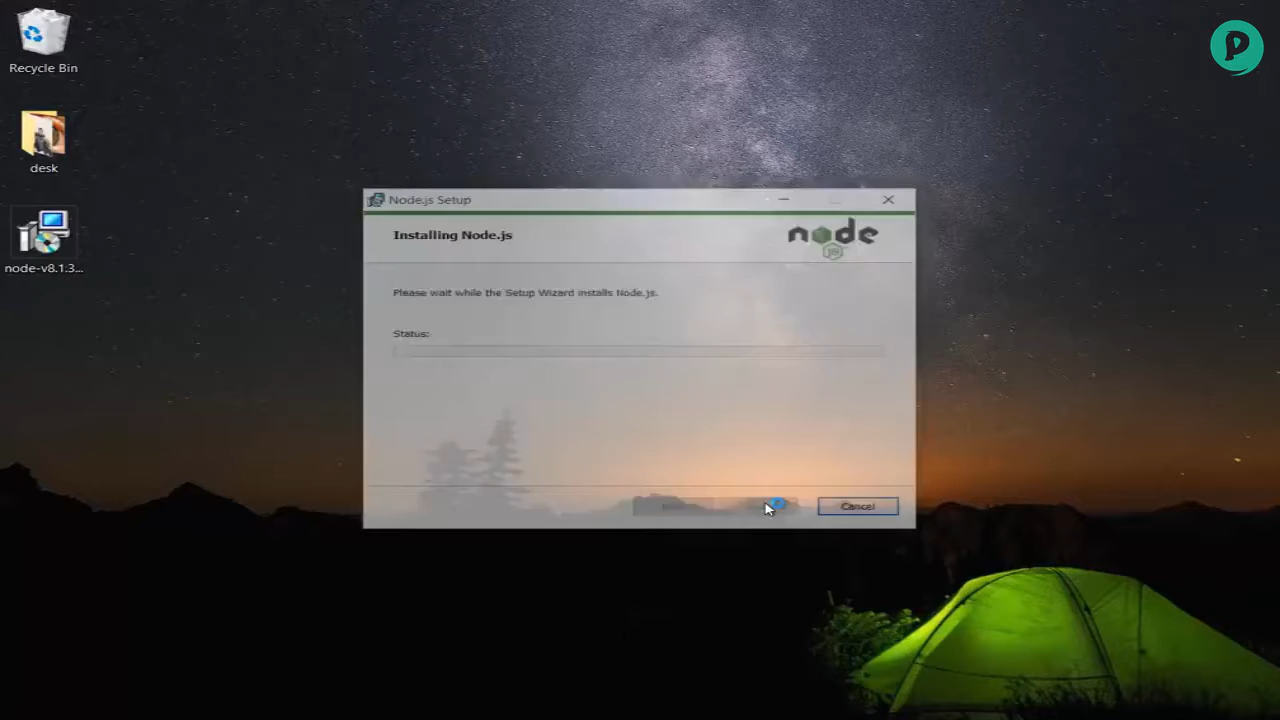 Recycle Bin
desk
node-v8.1.3...
Node.js Setup
Installing Node.js
node
JS
Please wait while the Setup Wizard installs Node.js.
Status:
Cancel
P